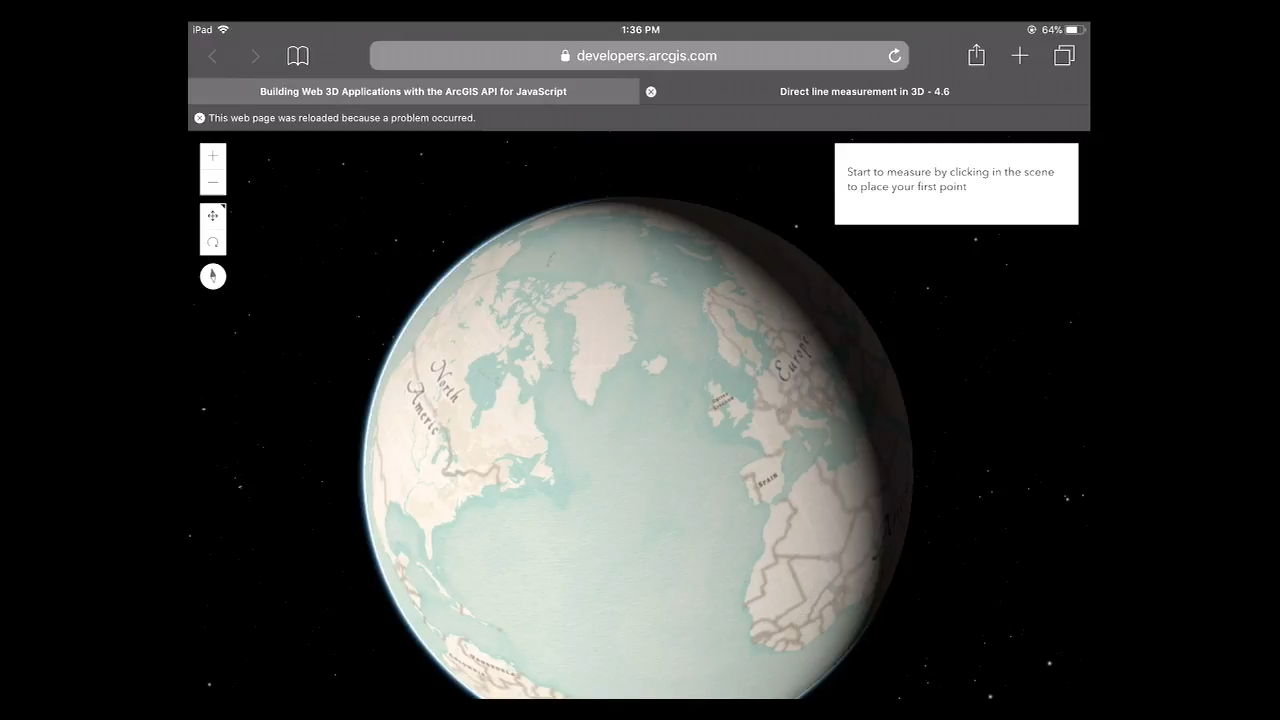 iPad
1:36 PM
64%
developers.arcgis.com
Building Web 3D Applications with the ArcGIS API for JavaScript
Direct line measurement in 3D - 4.6
This web page was reloaded because a problem occurred.
Start to measure by clicking in the scene
to place your first point
Europe
North
America
SPAIN